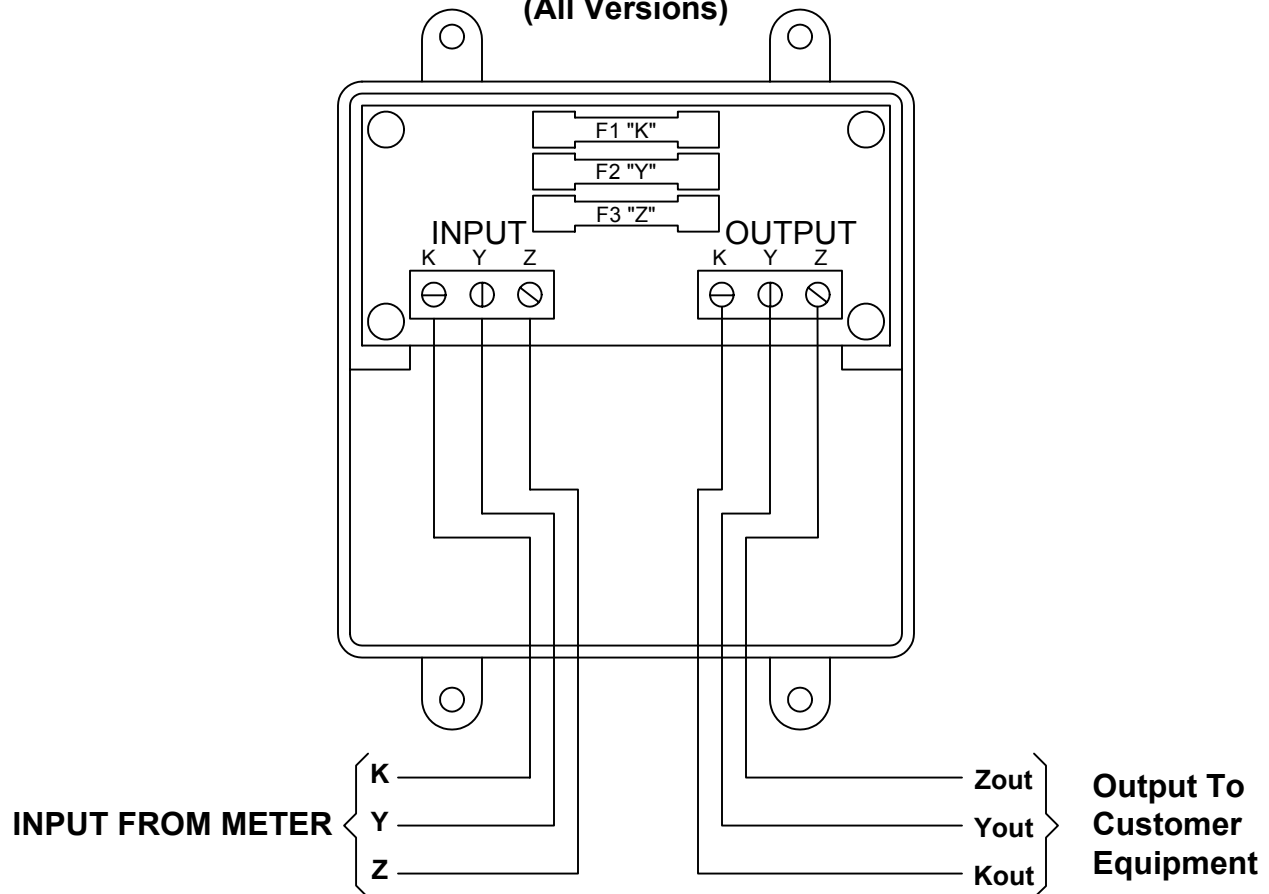 (All Versions)
F1 "K"
F2 "Y"
F3 "Z"
INPUT
OUTPUT
K Y Z
K Y Z
INPUT FROM METER
K
Y
Z
Zout
Yout
Kout
Output To
Customer
Equipment